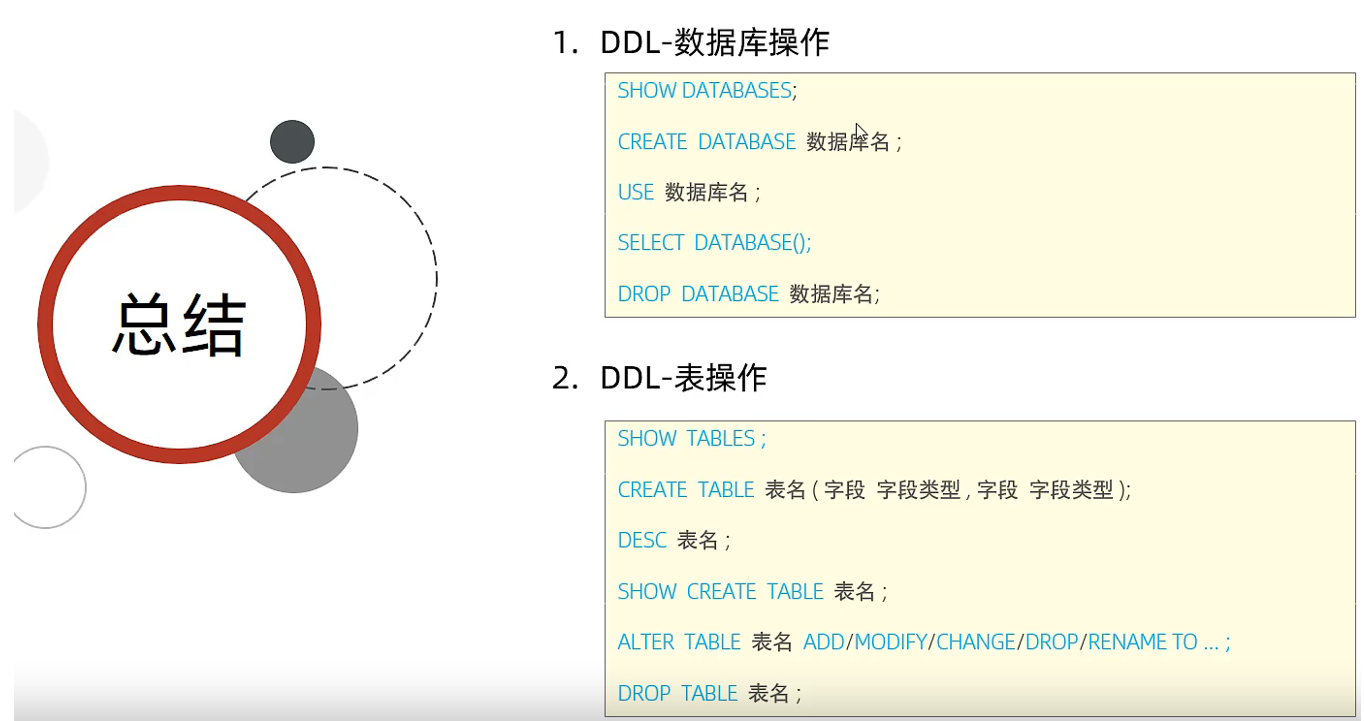 总结
1. DDL-数据库操作
SHOW DATABASES;
CREATE DATABASE 数据库名 ;
USE 数据库名 ;
SELECT DATABASE();
DROP DATABASE 数据库名;
2. DDL-表操作
SHOW TABLES ;
CREATE TABLE 表名 ( 字段 字段类型 , 字段 字段类型 );
DESC 表名 ;
SHOW CREATE TABLE 表名 ;
ALTER TABLE 表名 ADD/MODIFY/CHANGE/DROP/RENAME TO ... ;
DROP TABLE 表名 ;